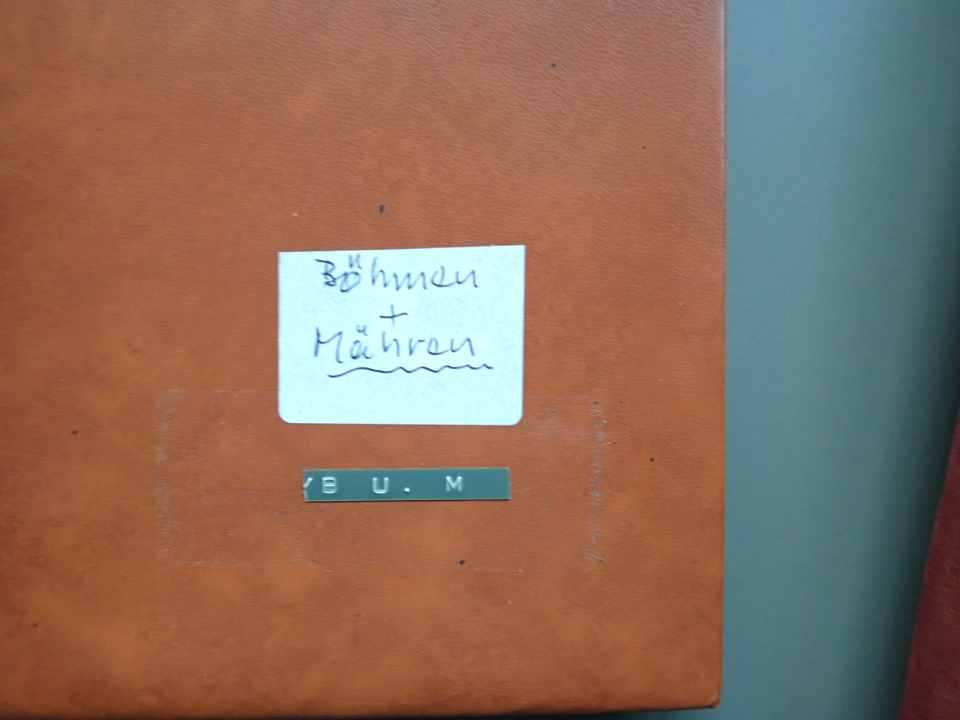 Böhmen
+
Mähren
B U. M